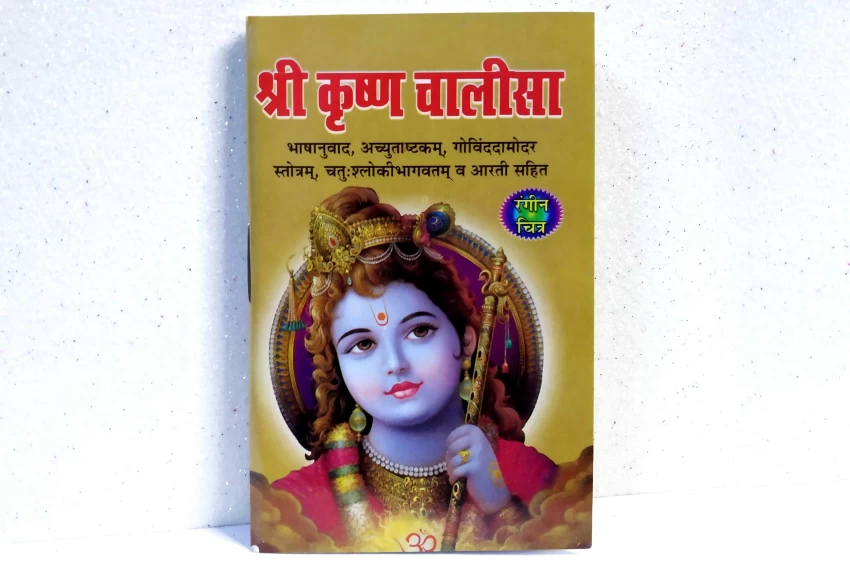 श्री कृष्ण चालीसा
भाषानुवाद, अच्युताष्टकम्, गोविंददामोदर
स्तोत्रम्, चतुःश्लोकीभागवतम् व आरती सहित
रंगीन
चित्र
ॐ